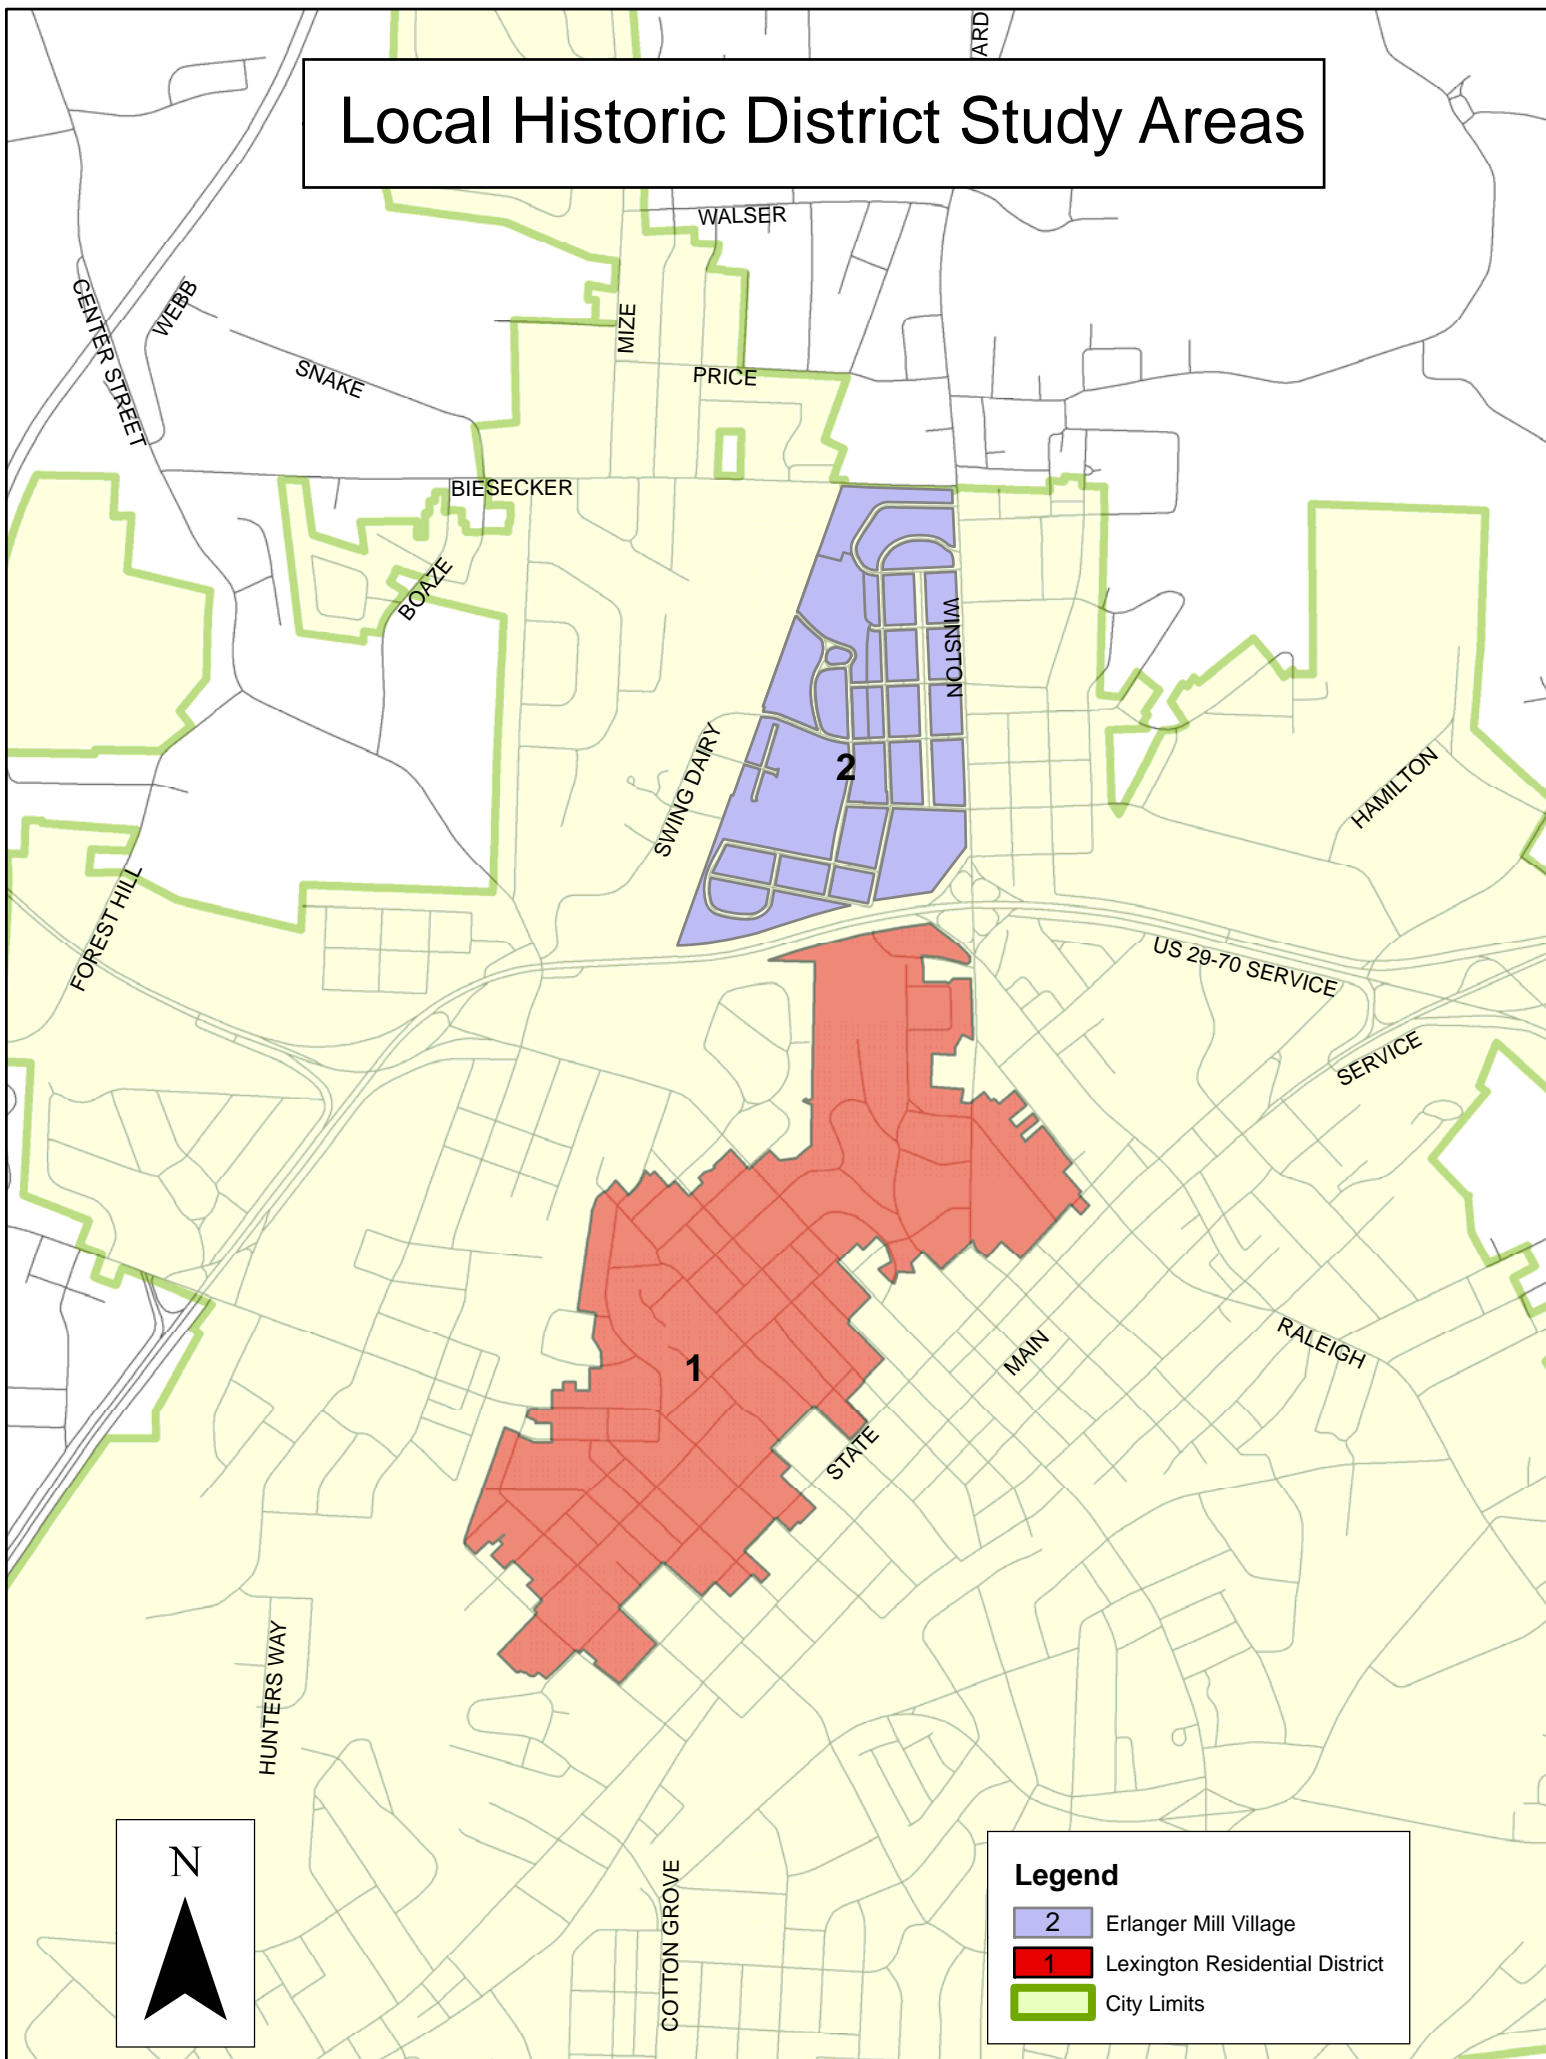 ARD
Local Historic District Study Areas
WALSER
CENTER STREET
WEBB
MIZE
SNAKE
PRICE
BIESECKER
BOAZE
WINSTON
SWING DAIRY
2
HAMILTON
FOREST HILL
US 29-70 SERVICE
SERVICE
1
MAIN
RALEIGH
STATE
HUNTERS WAY
COTTON GROVE
N
Legend
2 Erlanger Mill Village
1 Lexington Residential District
City Limits